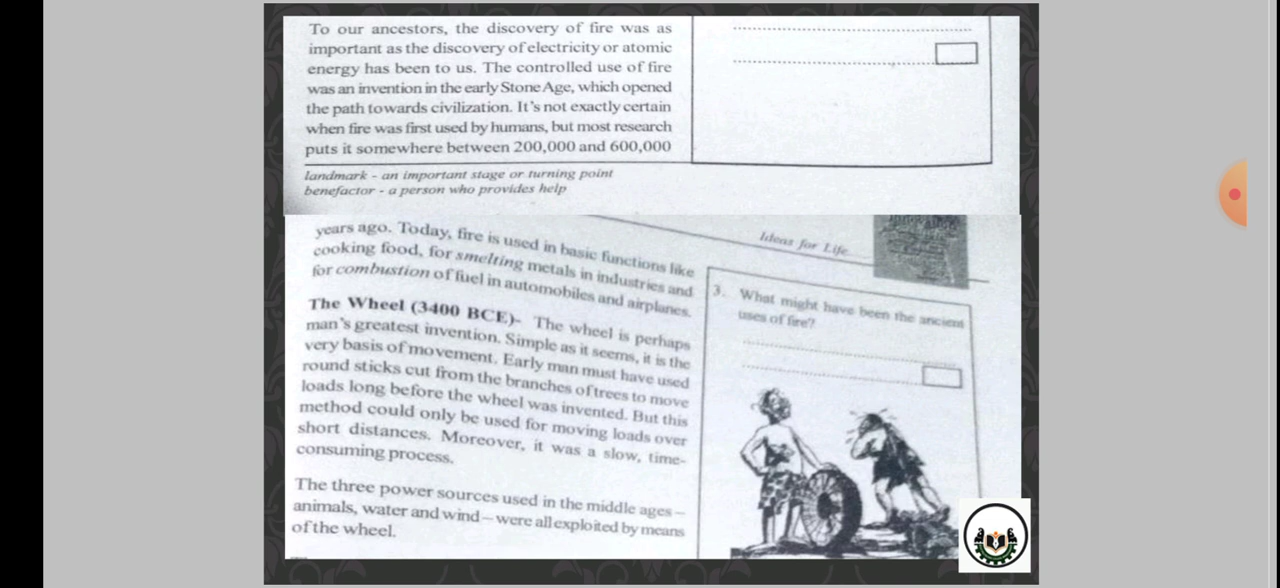 To our ancestors, the discovery of fire was as
important as the discovery of electricity or atomic
energy has been to us. The controlled use of fire
was an invention in the early Stone Age, which opened
the path towards civilization. It's not exactly certain
when fire was first used by humans, but most research
puts it somewhere between 200,000 and 600,000
landmark - an important stage or turning point
benefactor - a person who provides help
Ideas for Life
years ago. Today, fire is used in basic functions like
cooking food, for smelting metals in industries and
for combustion of fuel in automobiles and airplanes.
The Wheel (3400 BCE)- The wheel is perhaps
man's greatest invention. Simple as it seems, it is the
very basis of movement. Early man must have used
round sticks cut from the branches of trees to move
loads long before the wheel was invented. But this
method could only be used for moving loads over
short distances. Moreover, it was a slow, time-
consuming process.
The three power sources used in the middle ages –
animals, water and wind – were all exploited by means
of the wheel.
3. What might have been the ancient
uses of fire?